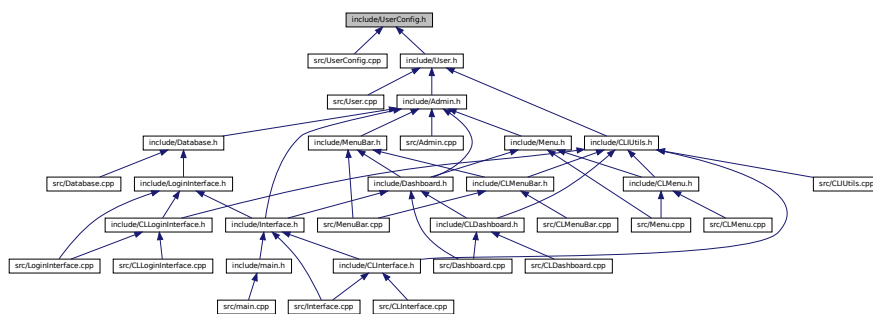 include/UserConfig.h
src/UserConfig.cpp
include/User.h
src/User.cpp
include/Admin.h
include/Database.h
include/MenuBar.h
src/Admin.cpp
include/Menu.h
include/CLIUtils.h
src/Database.cpp
include/LoginInterface.h
include/Dashboard.h
include/CLMenuBar.h
include/CLMenu.h
src/CLIUtils.cpp
include/CLLoginInterface.h
include/Interface.h
src/MenuBar.cpp
include/CLDashboard.h
src/CLMenuBar.cpp
src/Menu.cpp
src/CLMenu.cpp
src/LoginInterface.cpp
src/CLLoginInterface.cpp
include/main.h
include/CLInterface.h
src/Dashboard.cpp
src/CLDashboard.cpp
src/main.cpp
src/Interface.cpp
src/CLInterface.cpp